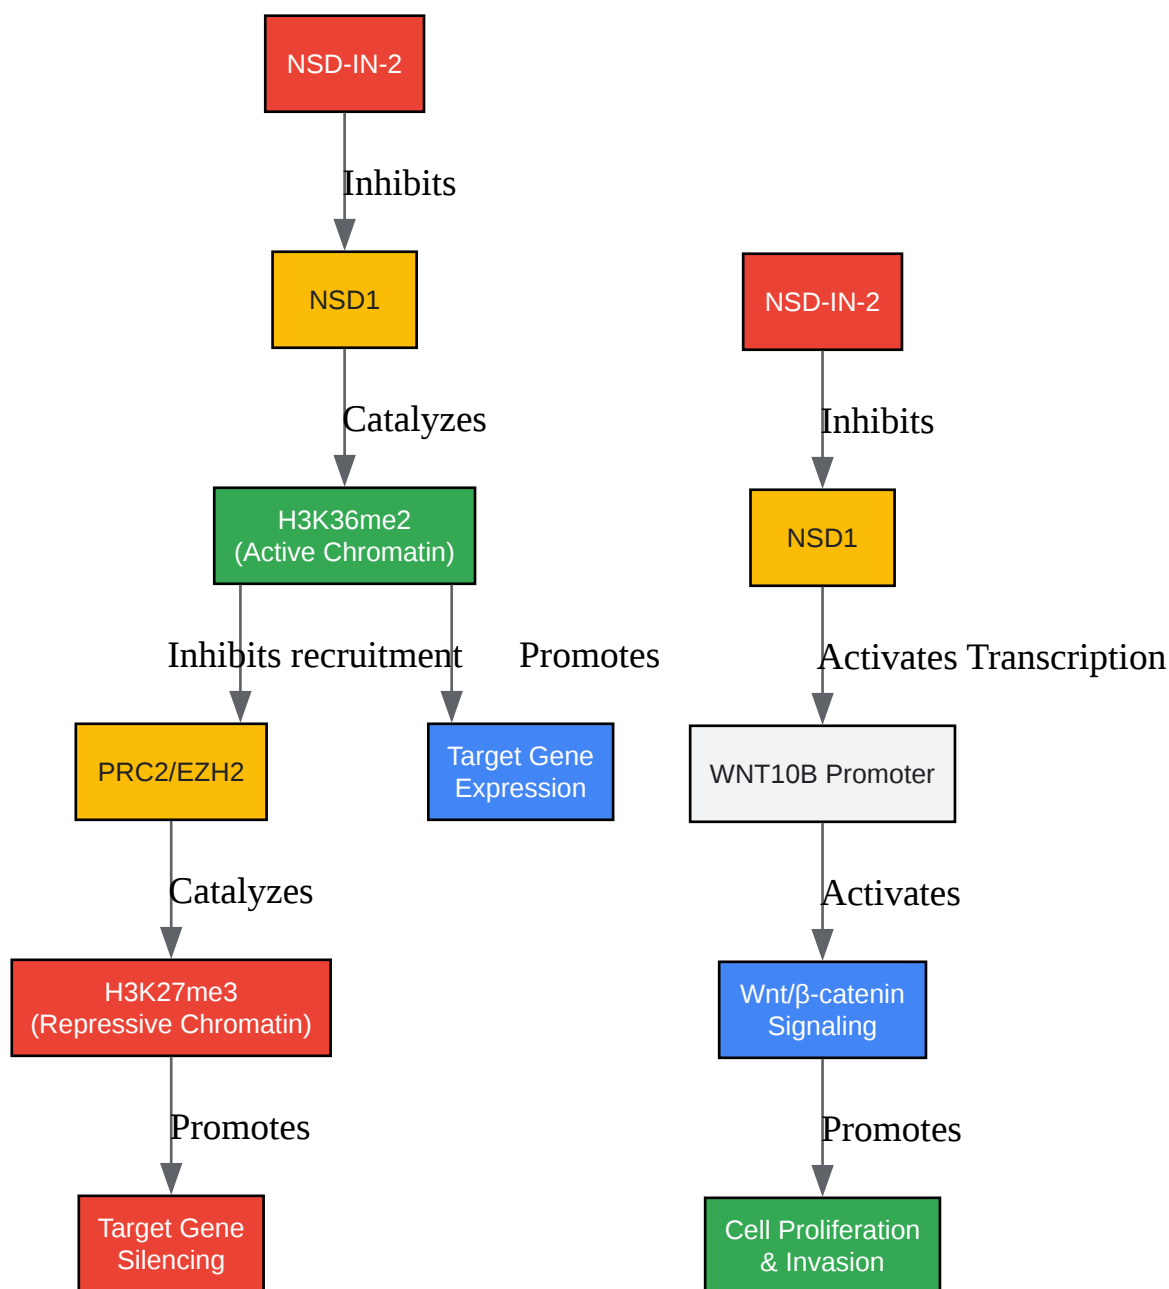 NSD-IN-2
Inhibits
NSD1
Catalyzes
H3K36me2
(Active Chromatin)
Inhibits recruitment
Promotes
PRC2/EZH2
Target Gene
Expression
Catalyzes
H3K27me3
(Repressive Chromatin)
Promotes
Target Gene
Silencing
NSD-IN-2
Inhibits
NSD1
Activates Transcription
WNT10B Promoter
Activates
Wnt/β-catenin
Signaling
Promotes
Cell Proliferation
& Invasion